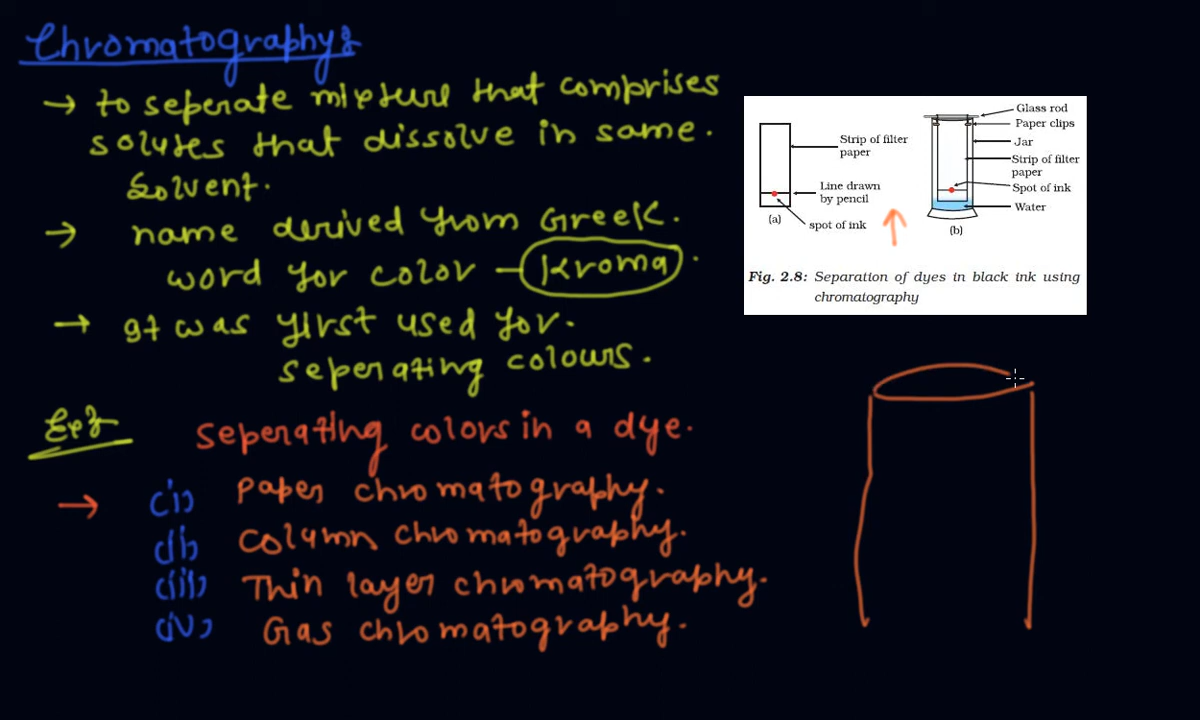 Chromatography:
→ to seperate mixture that comprises
solutes that dissolve in same.
Solvent.
→ name derived from Greek.
word for color - Kroma.
→ It was first used for.
seperating colours.
Ex:
Seperating colors in a dye.
→ (i) Paper chromatography.
(ii) Column chromatography.
(iii) Thin layer chromatography.
(iv) Gas chromatography.
Strip of filter
paper
Line drawn
by pencil
spot of ink
(a)
Glass rod
Paper clips
Jar
Strip of filter
paper
Spot of ink
Water
(b)
Fig. 2.8: Separation of dyes in black ink using
chromatography